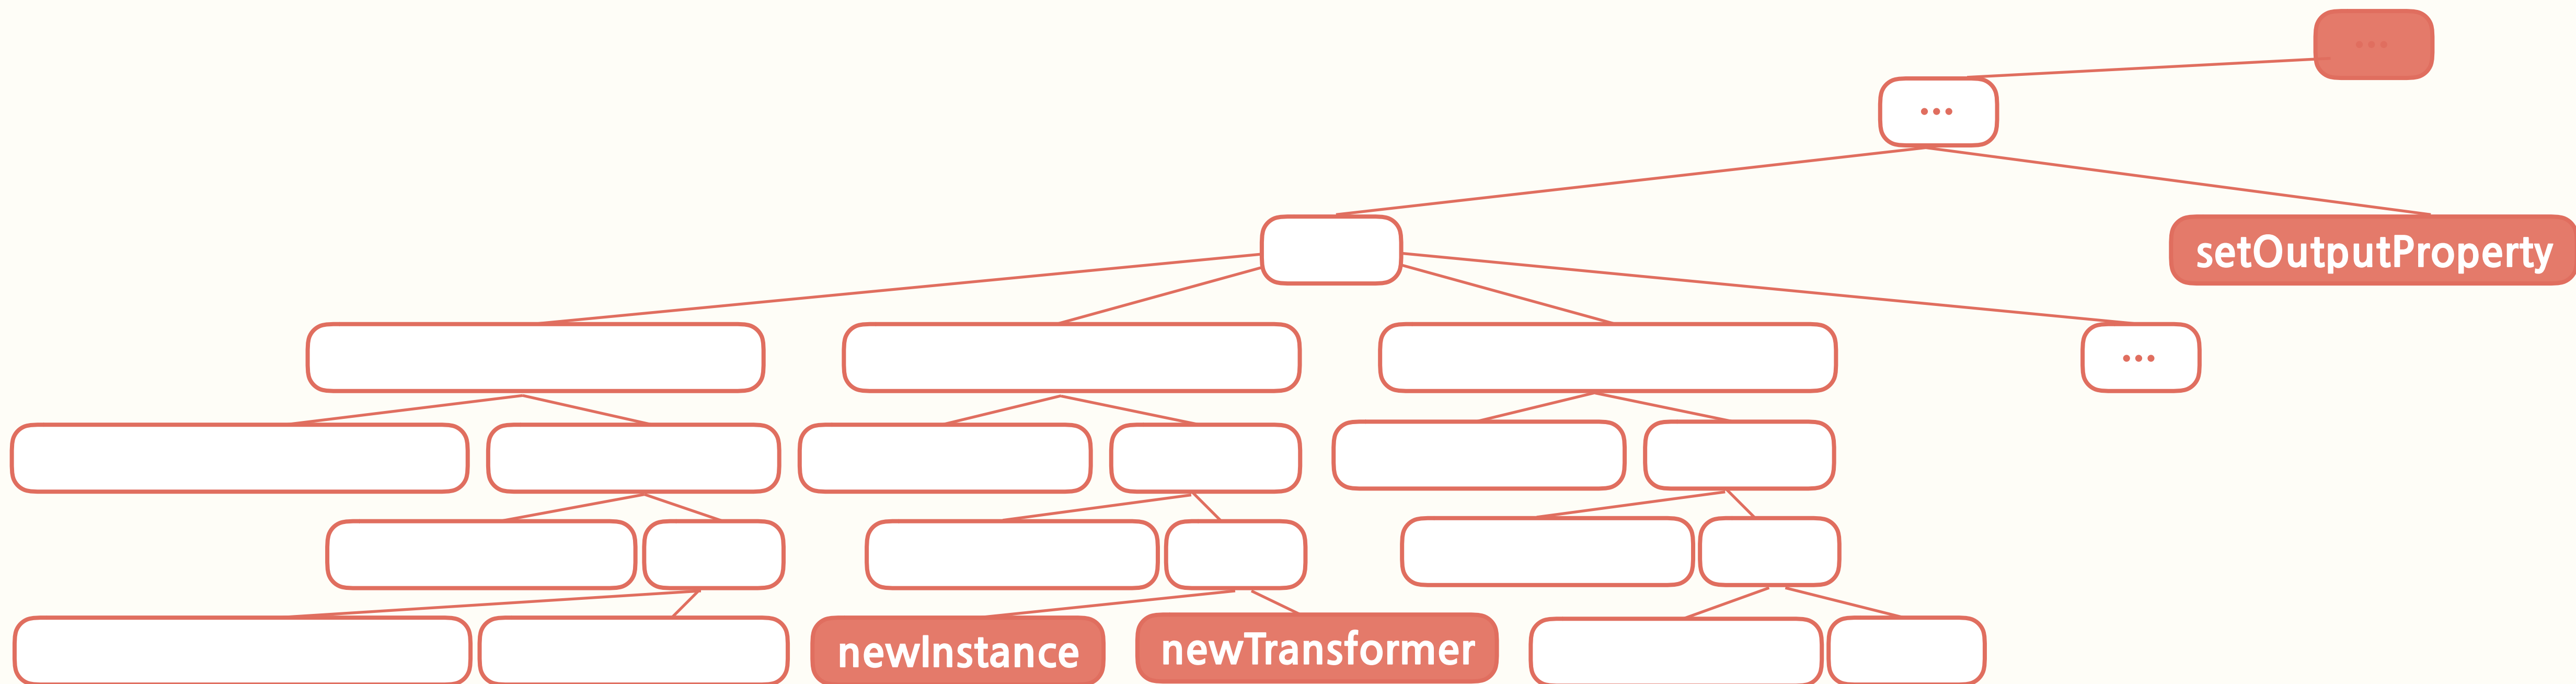 ...
...
setOutputProperty
...
newInstance
newTransformer